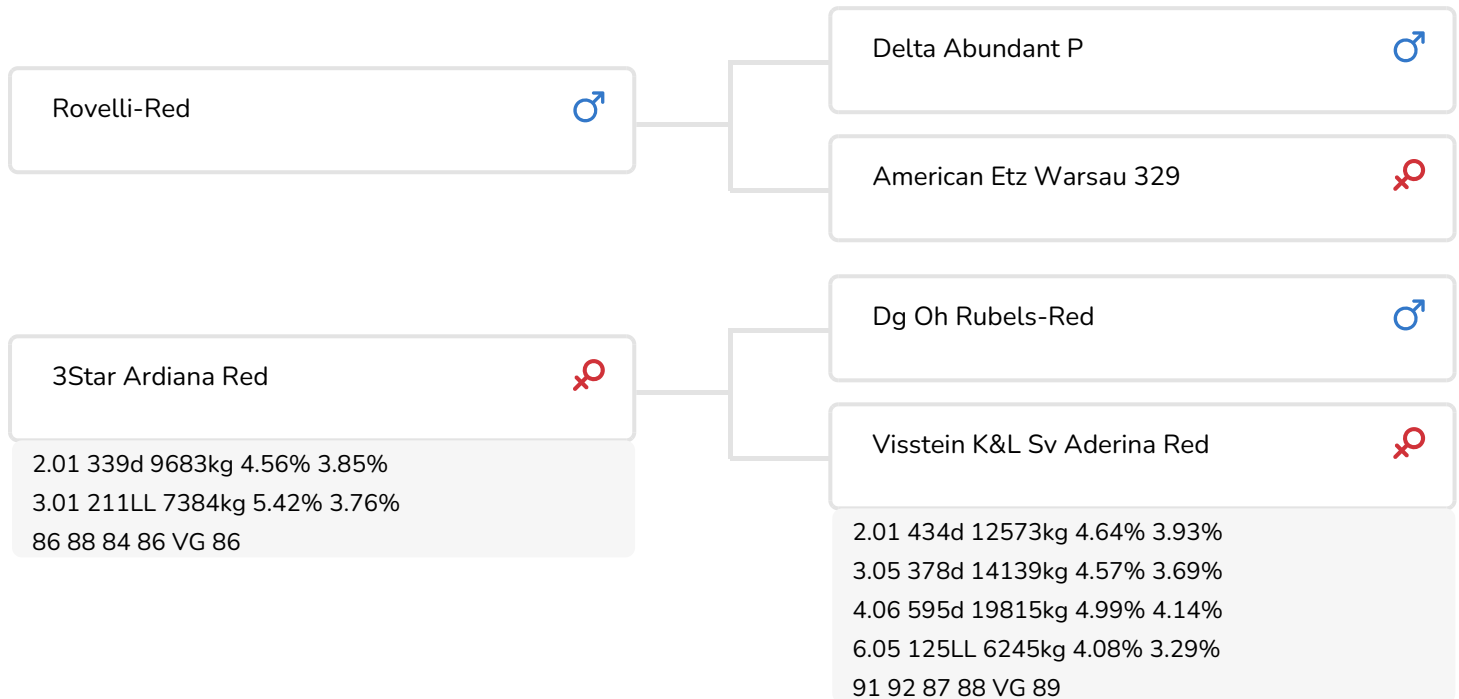 Rovelli-Red
Delta Abundant P
American Etz Warsau 329
3Star Ardiana Red
2.01 339d 9683kg 4.56% 3.85%
3.01 211LL 7384kg 5.42% 3.76%
86 88 84 86 VG 86
Dg Oh Rubels-Red
Visstein K&L Sv Aderina Red
2.01 434d 12573kg 4.64% 3.93%
3.05 378d 14139kg 4.57% 3.69%
4.06 595d 19815kg 4.99% 4.14%
6.05 125LL 6245kg 4.08% 3.29%
91 92 87 88 VG 89